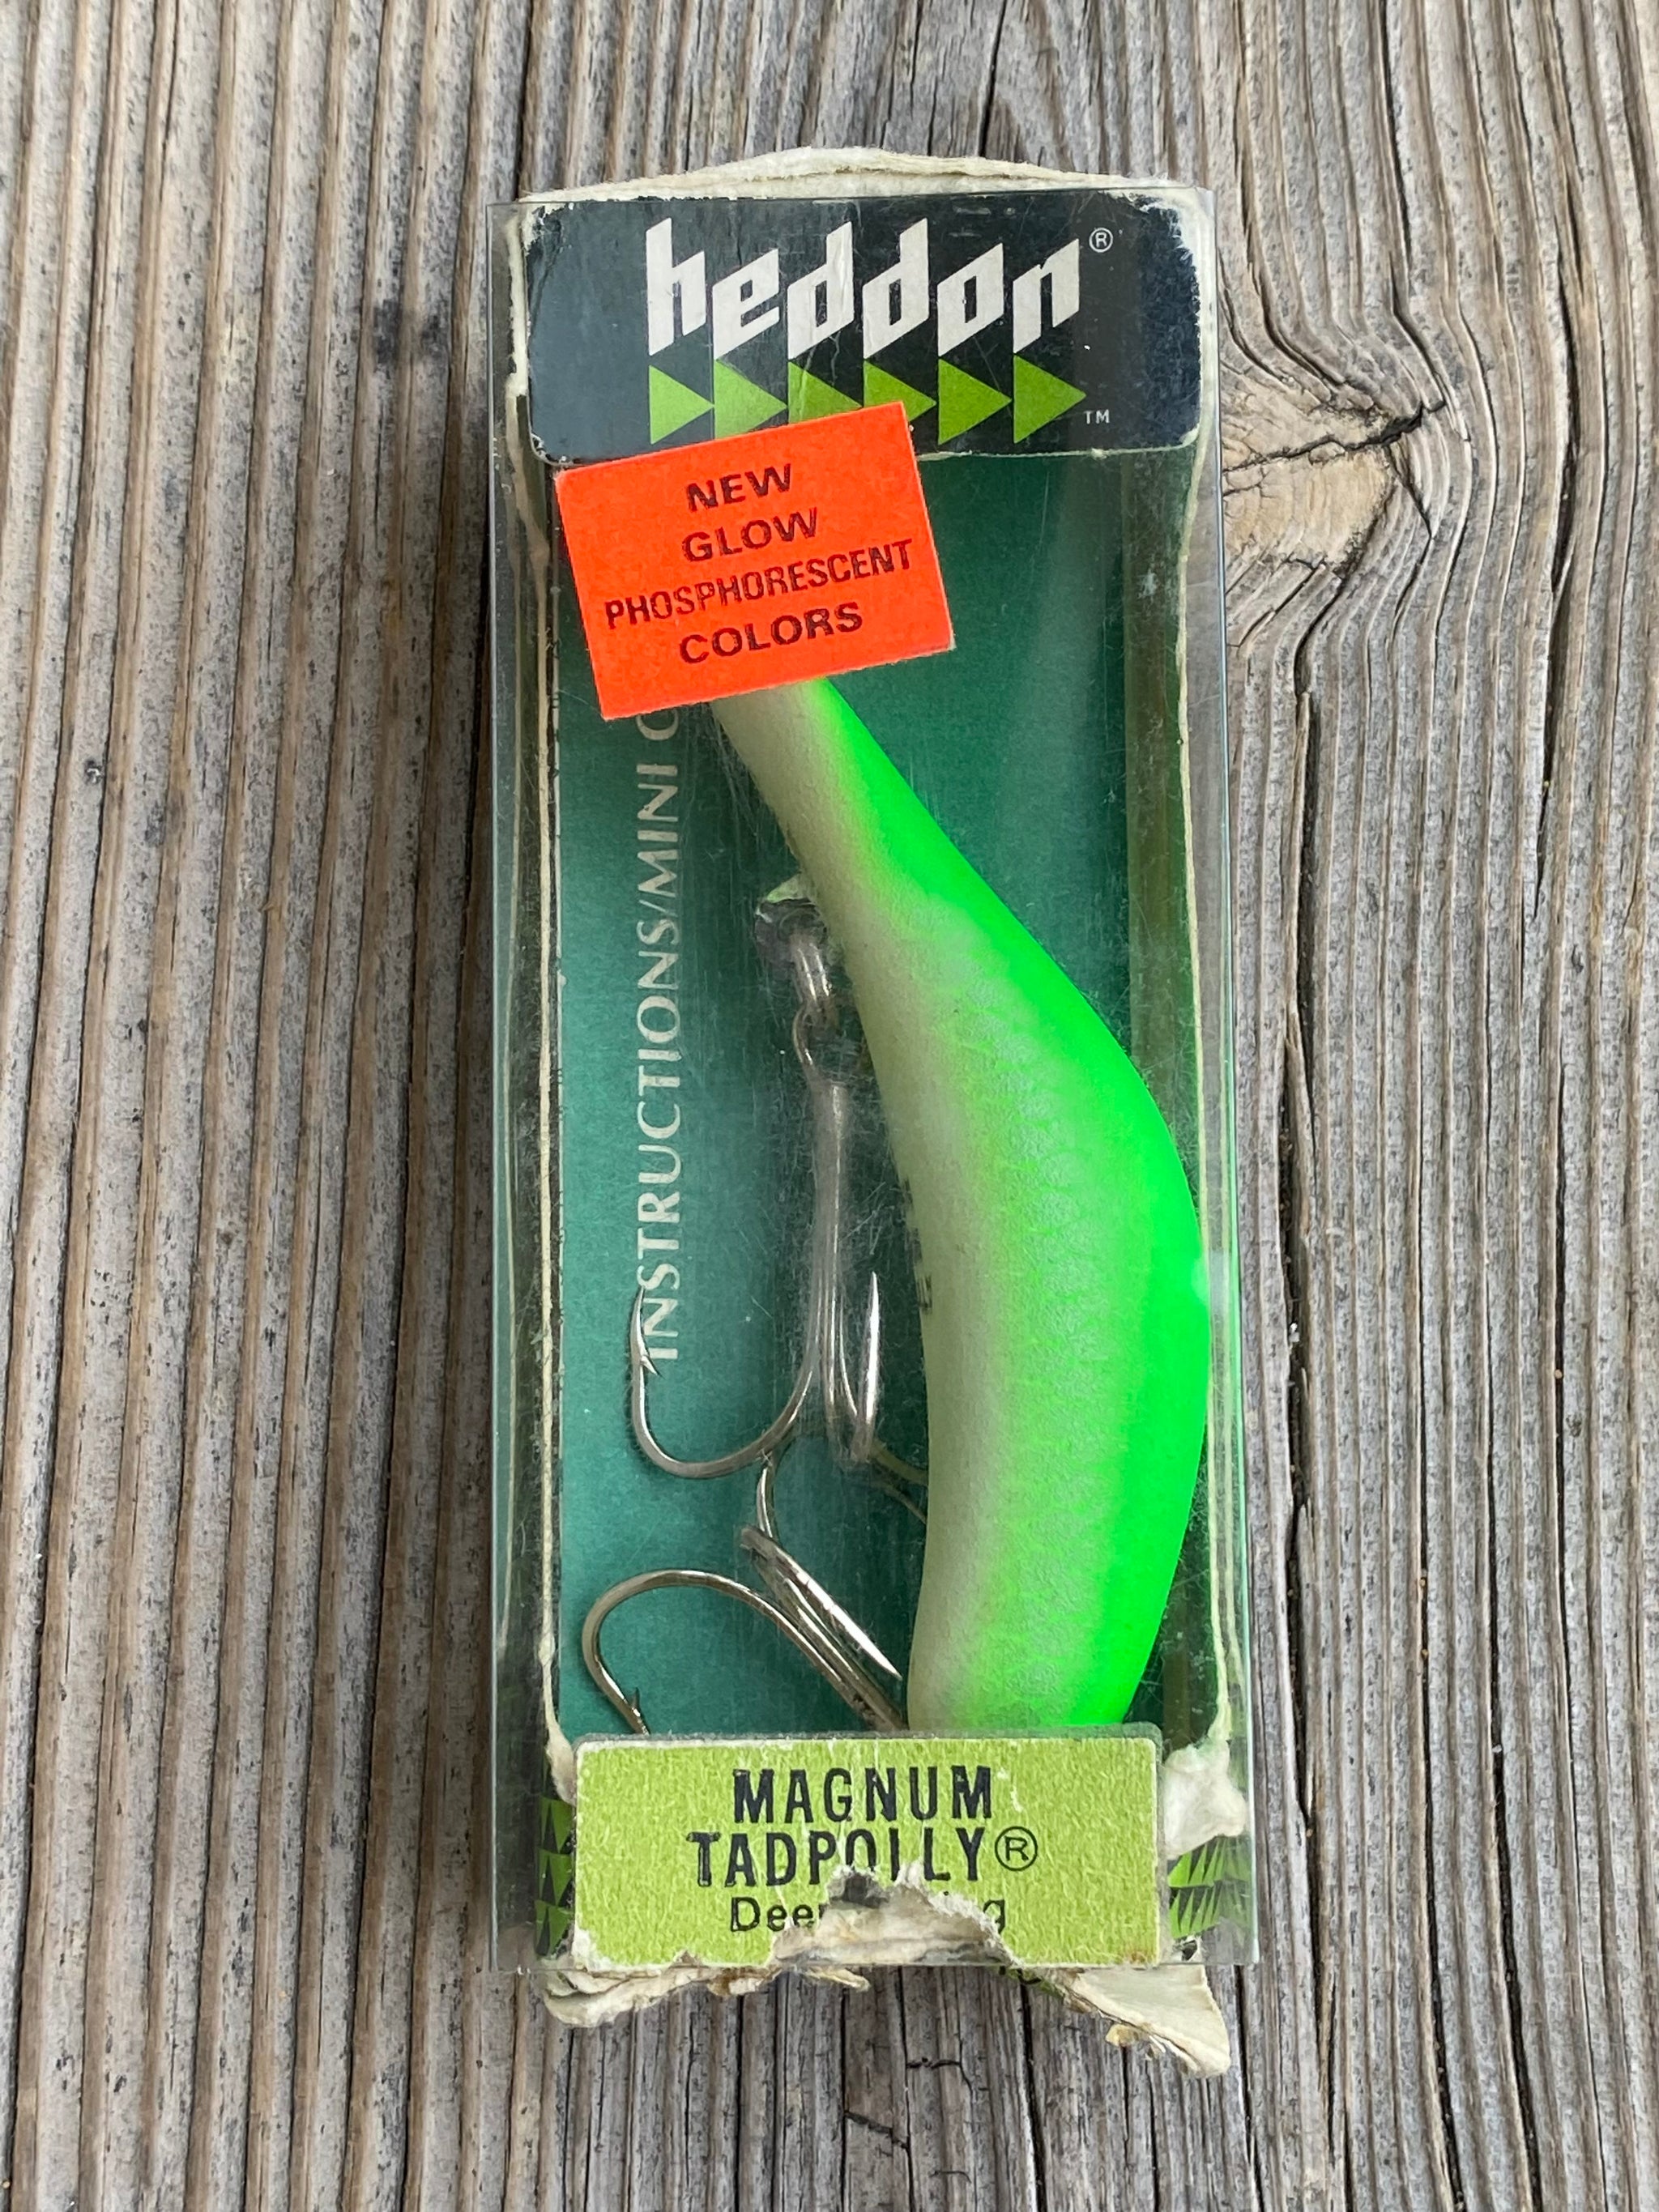 heddon®
TM
NEW
GLOW
PHOSPHORESCENT
COLORS
INSTRUCTIONS/MINI
MAGNUM
TADPOLLY®